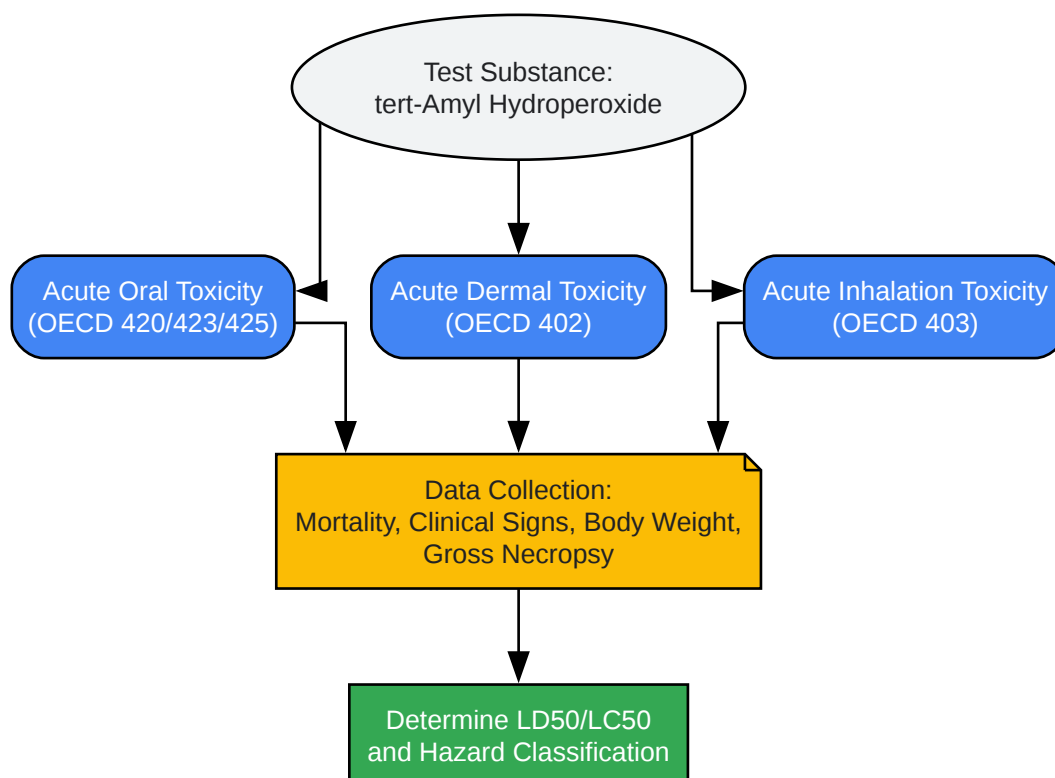 Test Substance:
tert-Amyl Hydroperoxide
Acute Oral Toxicity
(OECD 420/423/425)
Acute Dermal Toxicity
(OECD 402)
Acute Inhalation Toxicity
(OECD 403)
Data Collection:
Mortality, Clinical Signs, Body Weight,
Gross Necropsy
Determine LD50/LC50
and Hazard Classification